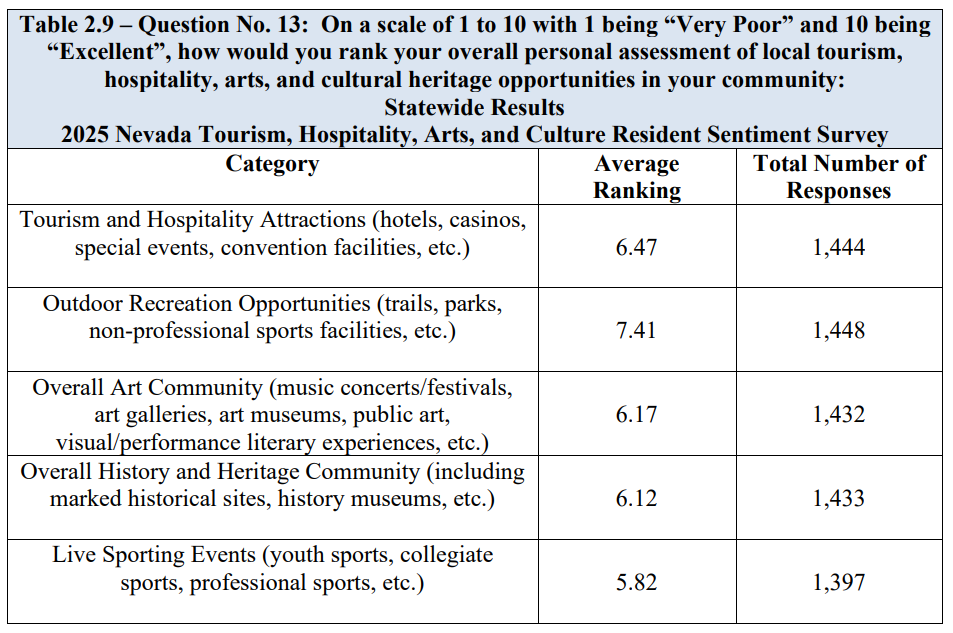 Table 2.9 – Question No. 13:  On a scale of 1 to 10 with 1 being “Very Poor” and 10 being
“Excellent”, how would you rank your overall personal assessment of local tourism,
hospitality, arts, and cultural heritage opportunities in your community:
Statewide Results
2025 Nevada Tourism, Hospitality, Arts, and Culture Resident Sentiment Survey
Category
Average
Ranking
Total Number of
Responses
Tourism and Hospitality Attractions (hotels, casinos,
special events, convention facilities, etc.)
6.47
1,444
Outdoor Recreation Opportunities (trails, parks,
non-professional sports facilities, etc.)
7.41
1,448
Overall Art Community (music concerts/festivals,
art galleries, art museums, public art,
visual/performance literary experiences, etc.)
6.17
1,432
Overall History and Heritage Community (including
marked historical sites, history museums, etc.)
6.12
1,433
Live Sporting Events (youth sports, collegiate
sports, professional sports, etc.)
5.82
1,397